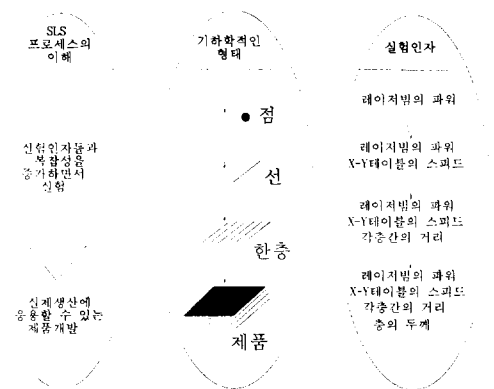 SLS
프로세스의
이해
실험인자들과
복잡성을
증가하면서
실험
실제생산에
응용할 수 있는
제품개발
기하학적인
형태
점
선
한층
제품
실험인자
레이저빔의 파워
레이저빔의 파워
X-Y테이블의 스피드
레이저빔의 파워
X-Y테이블의 스피드
각층간의 거리
레이저빔의 파워
X-Y테이블의 스피드
각층간의 거리
층의 두께